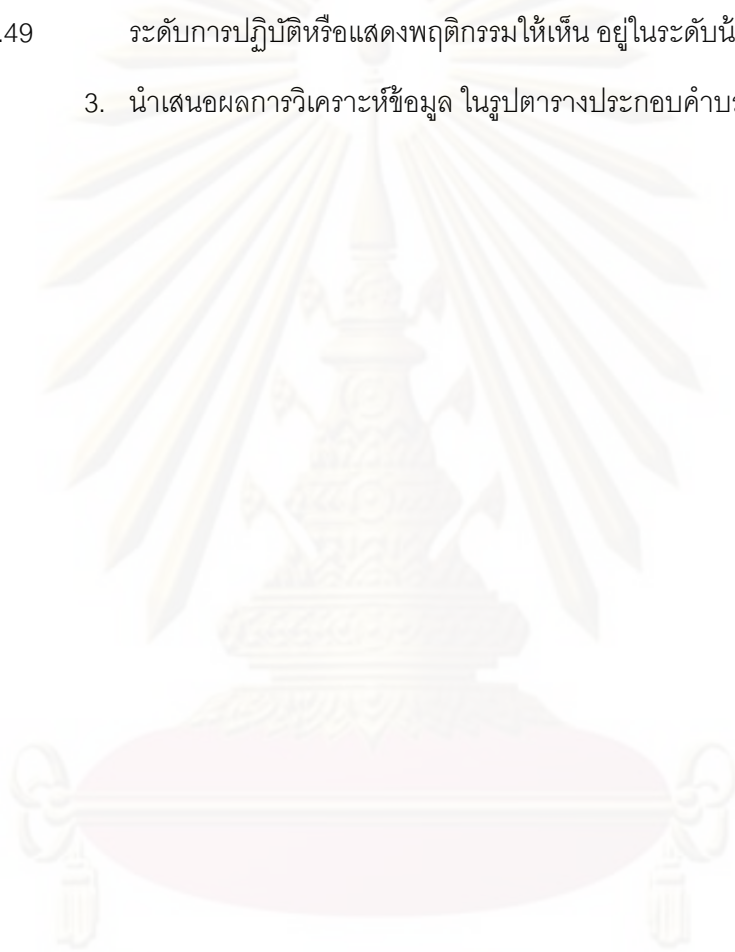 .49 ระดับการปฏิบัติหรือแสดงพฤติกรรมให้เห็น อยู่ในระดับ
3. นำเสนอผลการวิเคราะห์ข้อมูล ในรูปตารางประกอบ